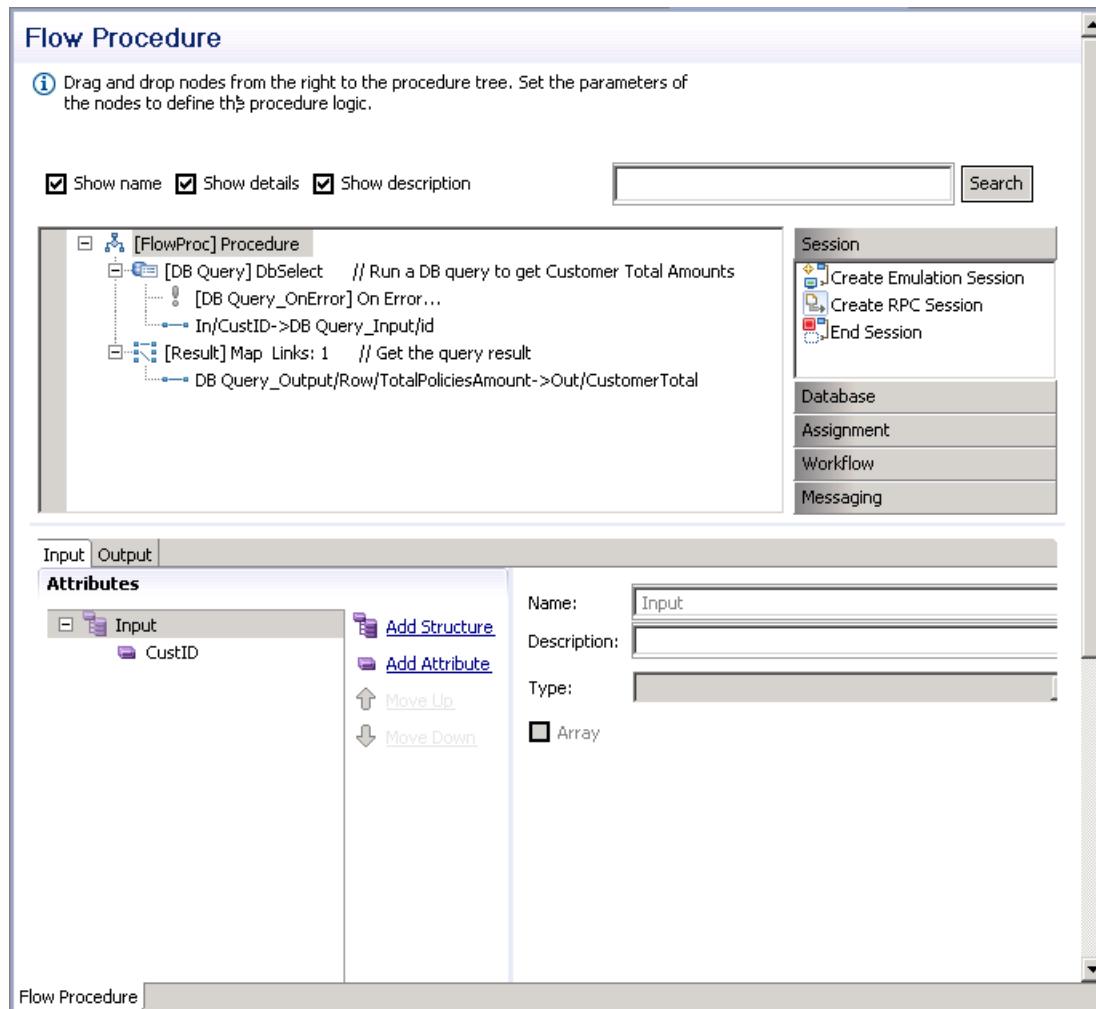 Flow Procedure
Drag and drop nodes from the right to the procedure tree. Set the parameters of
the nodes to define the procedure logic.
Show name Show details Show description Search
[FlowProc] Procedure
[DB Query] DbSelect // Run a DB query to get Customer Total Amounts
[DB Query_OnError] On Error...
In/CustID->DB Query_Input/id
[Result] Map Links: 1 // Get the query result
DB Query_Output/Row/TotalPoliciesAmount->Out/CustomerTotal
Session
Create Emulation Session
Create RPC Session
End Session
Database
Assignment
Workflow
Messaging
Input Output
Attributes
Input
CustID
Add Structure
Add Attribute
Move Up
Move Down
Name: Input
Description:
Type:
Array
Flow Procedure